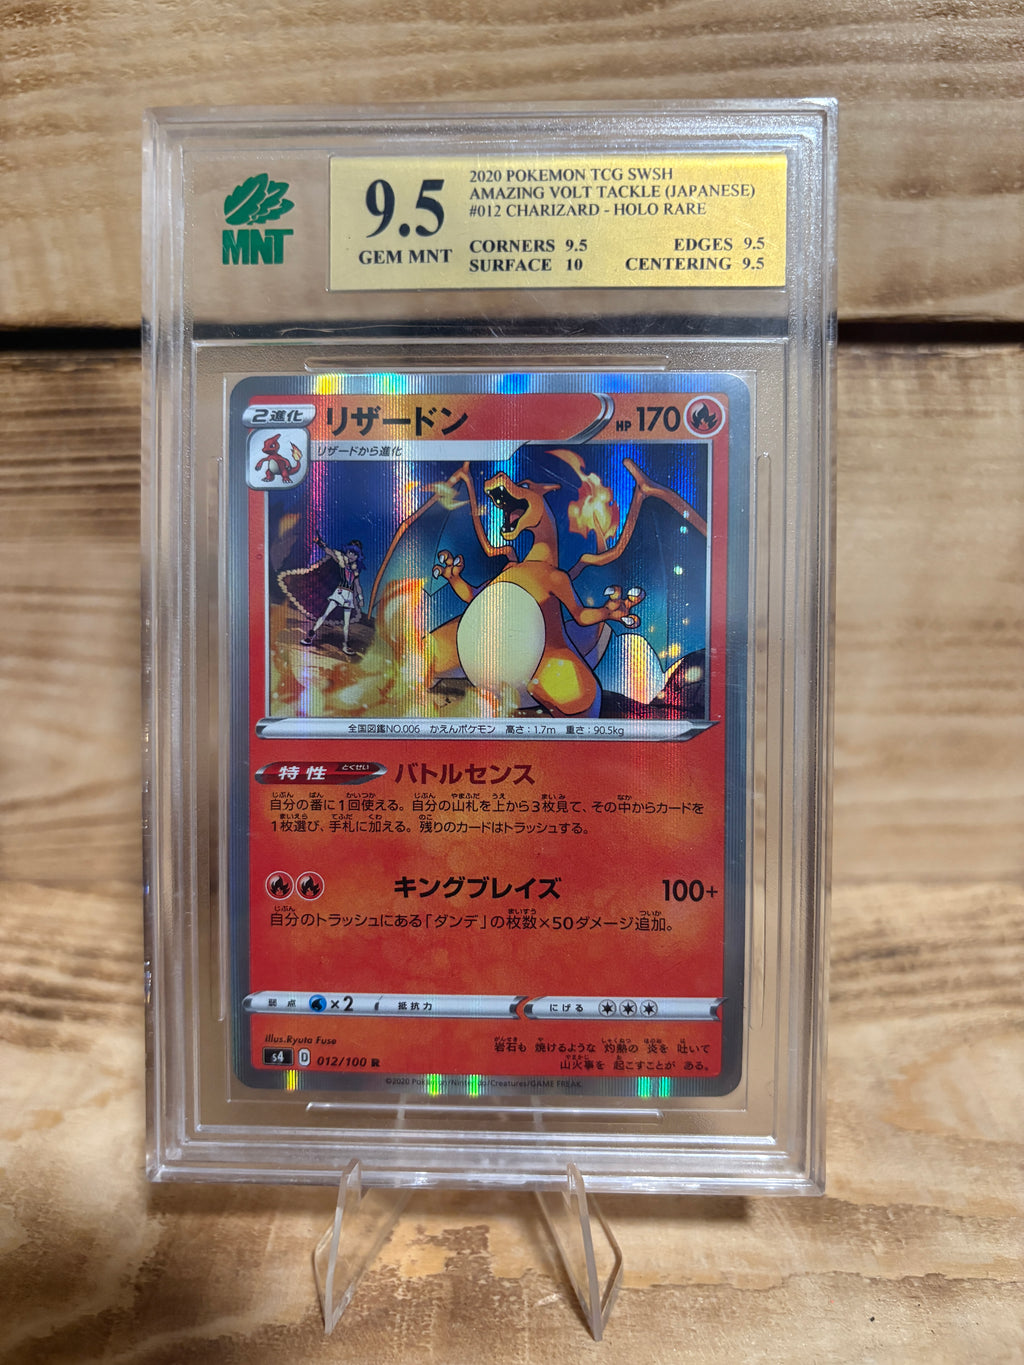 MNT
9.5
GEM MNT
2020 POKEMON TCG SWSH
AMAZING VOLT TACKLE (JAPANESE)
#012 CHARIZARD - HOLO RARE
CORNERS 9.5 EDGES 9.5
SURFACE 10 CENTERING 9.5
2進化 リザードン HP 170
リザードから進化
全国図鑑NO.006 かえんポケモン 高さ:1.7m 重さ:90.5kg
特性 とくせい バトルセンス
自分の番に1回使える。自分の山札を上から3枚見て、その中からカードを
1枚選び、手札に加える。残りのカードはトラッシュする。
キングブレイズ 100+
自分のトラッシュにある「ダンデ」の枚数×50ダメージ追加。
弱点 ×2 抵抗力 にげる
illus.Ryuta Fuse
s4 D 012/100 R
岩石も 焼けるような 灼熱の 炎を 吐いて
山火事を 起こすことが ある。
©2020 Pokémon/Nintendo/Creatures/GAME FREAK.